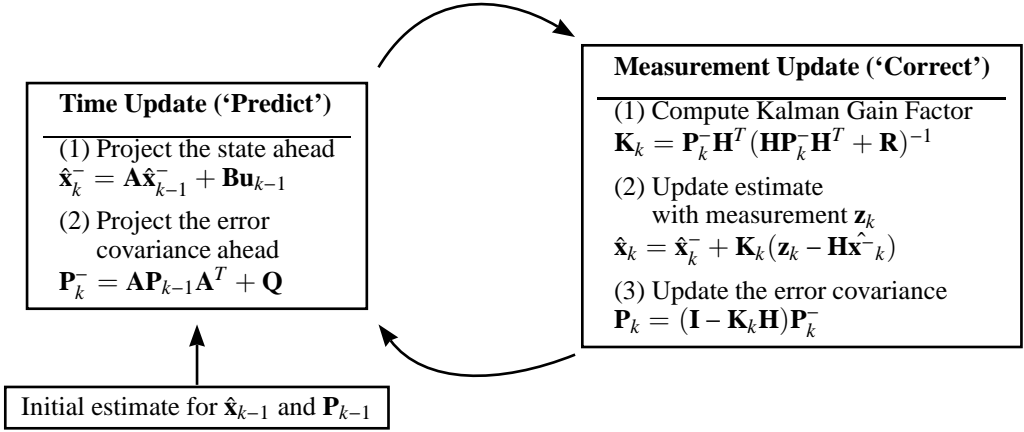 Time Update (‘Predict’)
(1) Project the state ahead
x̂ₖ⁻ = Ax̂ₖ₋₁⁻ + Buₖ₋₁
(2) Project the error
covariance ahead
Pₖ⁻ = APₖ₋₁Aᵀ + Q
Initial estimate for x̂ₖ₋₁ and Pₖ₋₁
Measurement Update (‘Correct’)
(1) Compute Kalman Gain Factor
Kₖ = Pₖ⁻Hᵀ(HPₖ⁻Hᵀ + R)⁻¹
(2) Update estimate
with measurement zₖ
x̂ₖ = x̂ₖ⁻ + Kₖ(zₖ – Hx̂⁻ₖ)
(3) Update the error covariance
Pₖ = (I – KₖH)Pₖ⁻